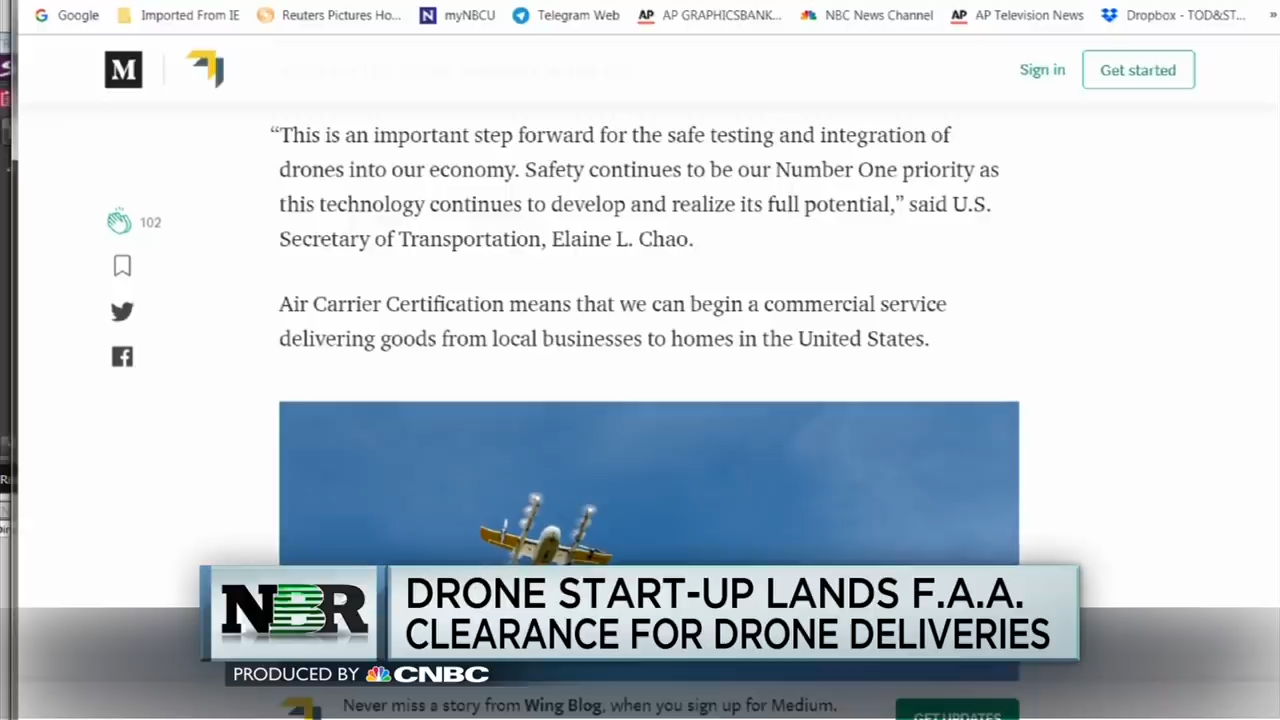 Google Imported From IE Reuters Pictures Ho... myNBCU Telegram Web AP AP GRAPHICSBANK... NBC News Channel AP AP Television News Dropbox - TOD&ST... »
M Sign in Get started
“This is an important step forward for the safe testing and integration of
drones into our economy. Safety continues to be our Number One priority as
this technology continues to develop and realize its full potential,” said U.S.
Secretary of Transportation, Elaine L. Chao.
102
Air Carrier Certification means that we can begin a commercial service
delivering goods from local businesses to homes in the United States.
NBR
DRONE START-UP LANDS F.A.A.
CLEARANCE FOR DRONE DELIVERIES
PRODUCED BY CNBC
Never miss a story from Wing Blog, when you sign up for Medium.
GET UPDATES